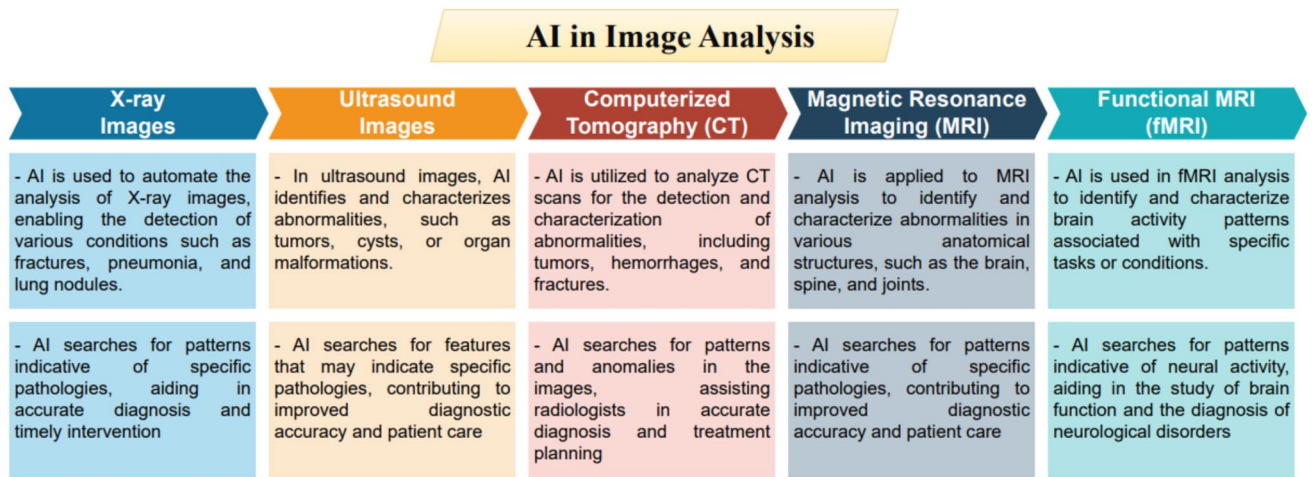 AI in Image Analysis
X-ray
Images
Ultrasound
Images
Computerized
Tomography (CT)
Magnetic Resonance
Imaging (MRI)
Functional MRI
(fMRI)
- AI is used to automate the
analysis of X-ray images,
enabling the detection of
various conditions such as
fractures, pneumonia, and
lung nodules.
- In ultrasound images, AI
identifies and characterizes
abnormalities, such as
tumors, cysts, or organ
malformations.
- AI is utilized to analyze CT
scans for the detection and
characterization of
abnormalities, including
tumors, hemorrhages, and
fractures.
- AI is applied to MRI
analysis to identify and
characterize abnormalities in
various anatomical
structures, such as the brain,
spine, and joints.
- AI is used in fMRI analysis
to identify and characterize
brain activity patterns
associated with specific
tasks or conditions.
- AI searches for patterns
indicative of specific
pathologies, aiding in
accurate diagnosis and
timely intervention
- AI searches for features
that may indicate specific
pathologies, contributing to
improved diagnostic
accuracy and patient care
- AI searches for patterns
and anomalies in the
images, assisting
radiologists in accurate
diagnosis and treatment
planning
- AI searches for patterns
indicative of specific
pathologies, contributing to
improved diagnostic
accuracy and patient care
- AI searches for patterns
indicative of neural activity,
aiding in the study of brain
function and the diagnosis of
neurological disorders